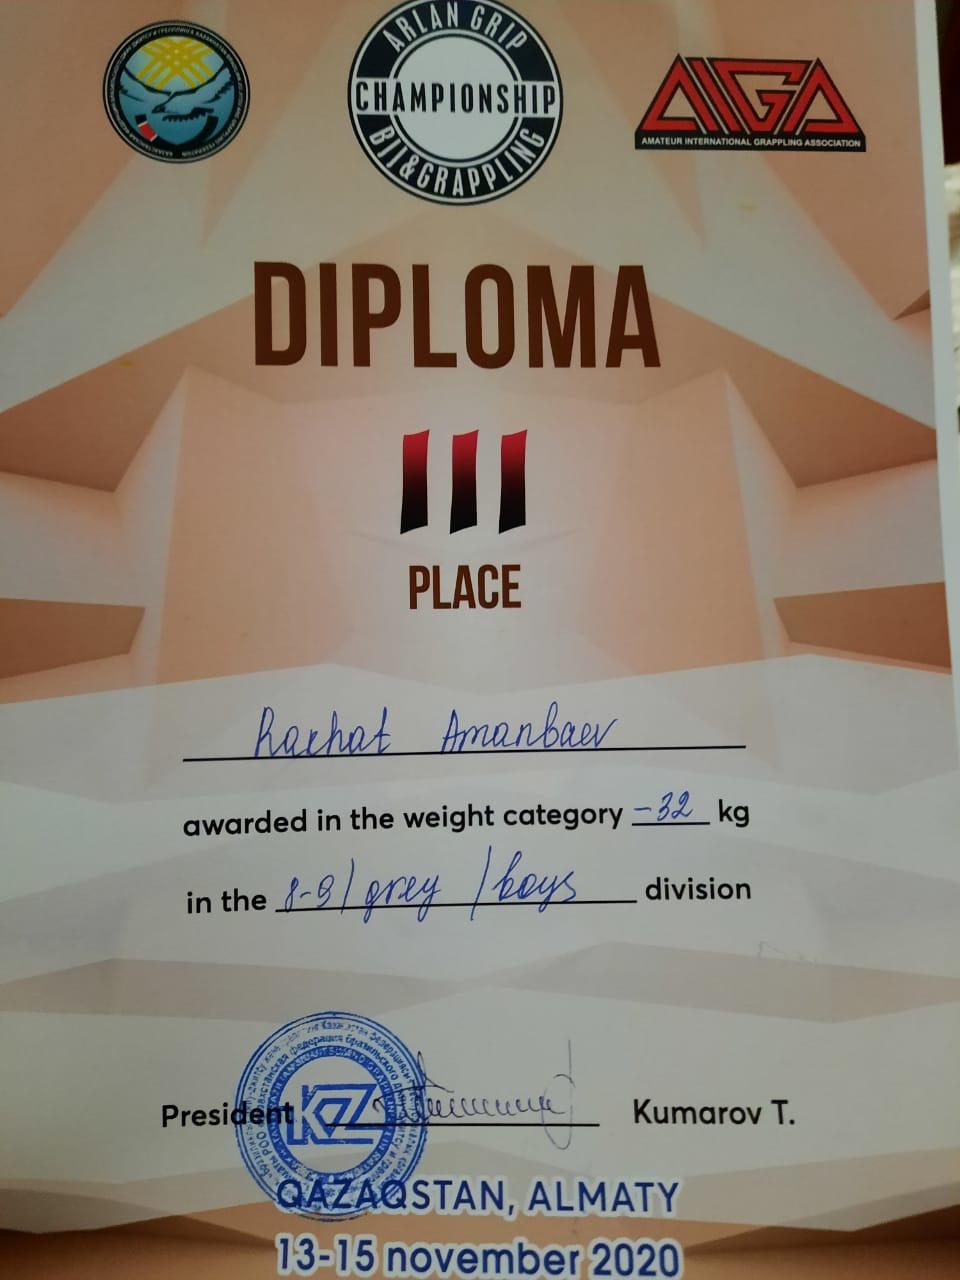 ARLAN GRIP
CHAMPIONSHIP
BJJ&GRAPPLING
AIGA
AMATEUR INTERNATIONAL GRAPPLING ASSOCIATION
DIPLOMA
III
PLACE
Raxhat Amanbaev
awarded in the weight category -32 kg
in the 8-9/grey/boys division
President
KZ
Kumarov T.
QAZAQSTAN, ALMATY
13-15 november 2020